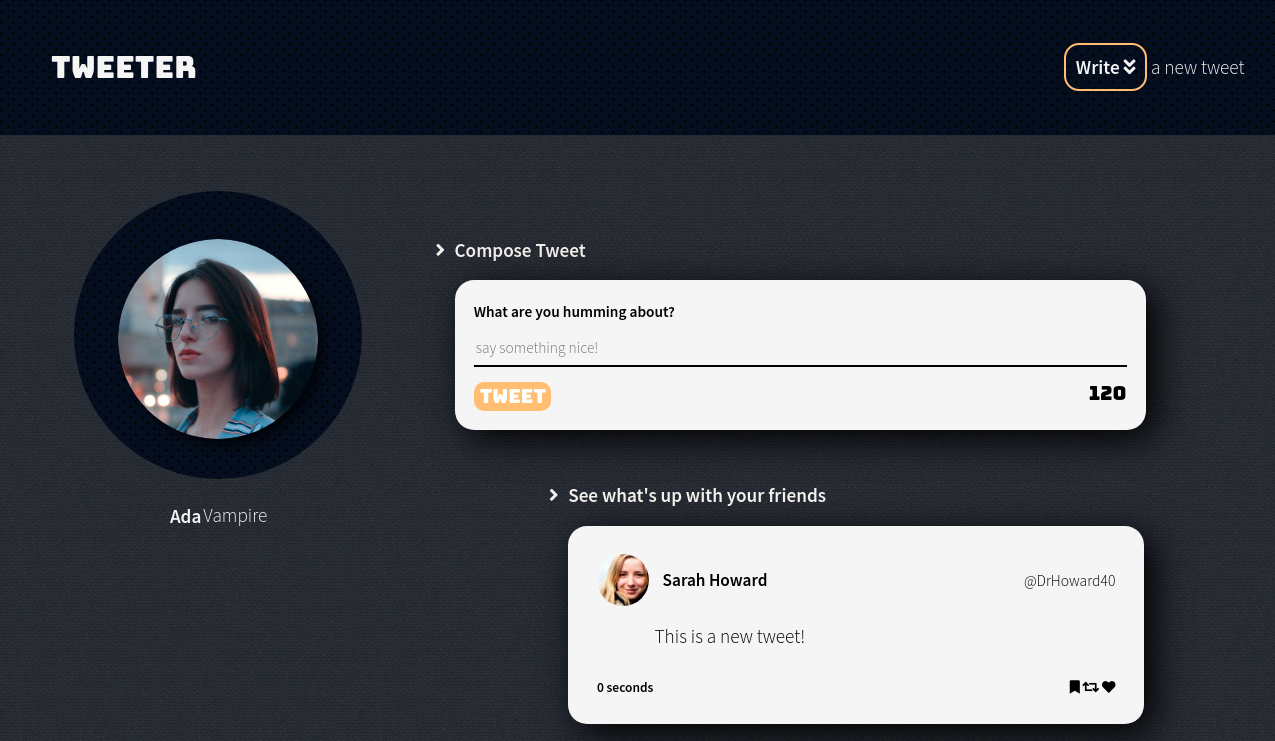 TWEETER
Write a new tweet
Compose Tweet
What are you humming about?
say something nice!
TWEET 120
Ada Vampire
See what's up with your friends
Sarah Howard @DrHoward40
This is a new tweet!
0 seconds